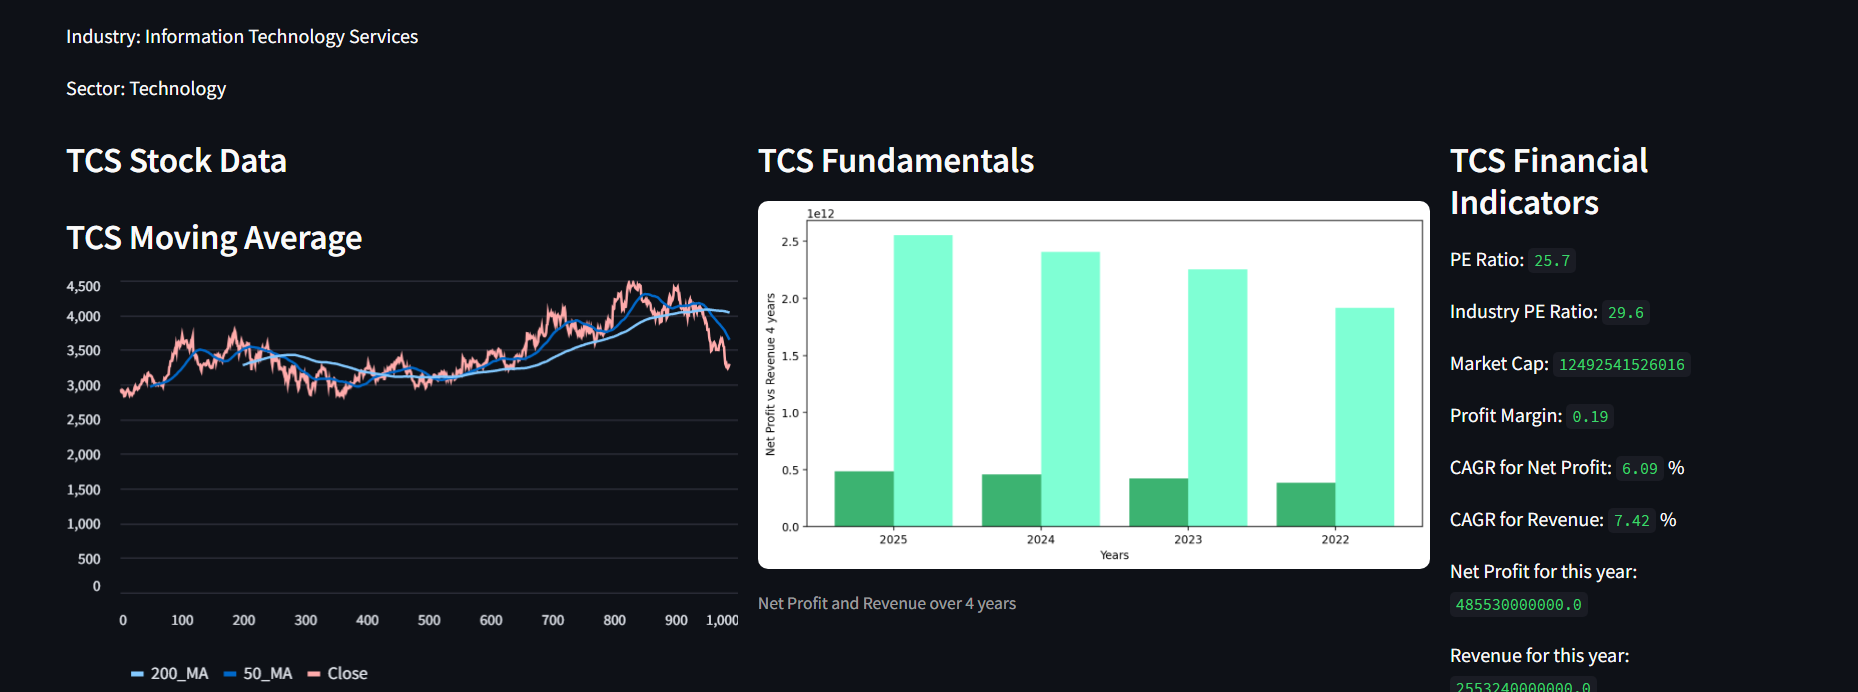 Industry: Information Technology Services
Sector: Technology
TCS Stock Data
TCS Moving Average
4,500
4,000
3,500
3,000
2,500
2,000
1,500
1,000
500
0
0 100 200 300 400 500 600 700 800 900 1,000
200_MA 50_MA Close
TCS Fundamentals
1e12
2.5
2.0
1.5
1.0
0.5
0.0
Net Profit vs Revenue 4 years
2025 2024 2023 2022
Years
Net Profit and Revenue over 4 years
TCS Financial
Indicators
PE Ratio: 25.7
Industry PE Ratio: 29.6
Market Cap: 12492541526016
Profit Margin: 0.19
CAGR for Net Profit: 6.09 %
CAGR for Revenue: 7.42 %
Net Profit for this year:
485530000000.0
Revenue for this year:
2553240000000.0